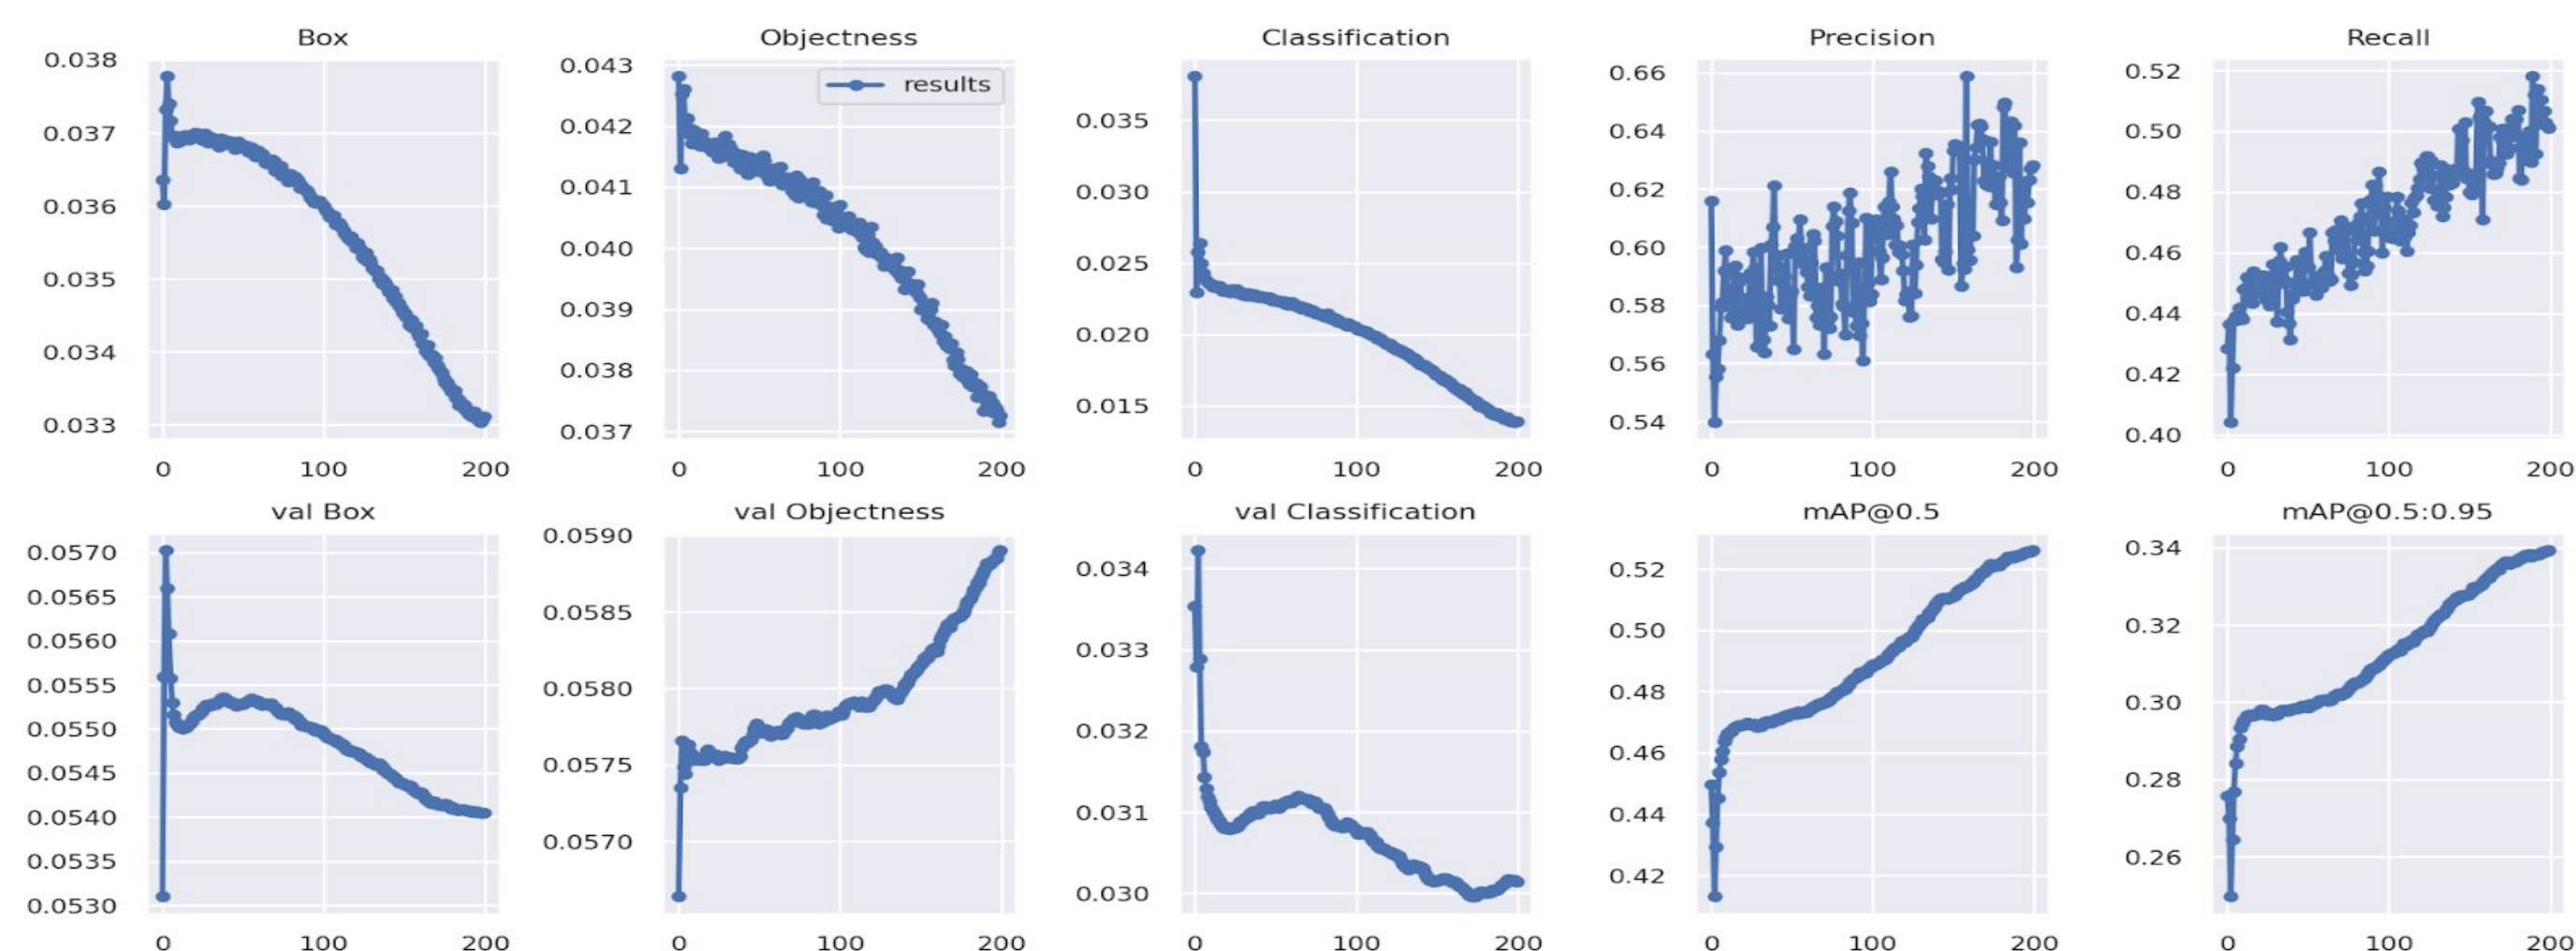 Box
0.038
0.037
0.036
0.035
0.034
0.033
0 100 200
Objectness
results
0.043
0.042
0.041
0.040
0.039
0.038
0.037
0 100 200
Classification
0.035
0.030
0.025
0.020
0.015
0 100 200
Precision
0.66
0.64
0.62
0.60
0.58
0.56
0.54
0 100 200
Recall
0.52
0.50
0.48
0.46
0.44
0.42
0.40
0 100 200
val Box
0.0570
0.0565
0.0560
0.0555
0.0550
0.0545
0.0540
0.0535
0.0530
0 100 200
val Objectness
0.0590
0.0585
0.0580
0.0575
0.0570
0 100 200
val Classification
0.034
0.033
0.032
0.031
0.030
0 100 200
mAP@0.5
0.52
0.50
0.48
0.46
0.44
0.42
0 100 200
mAP@0.5:0.95
0.34
0.32
0.30
0.28
0.26
0 100 200